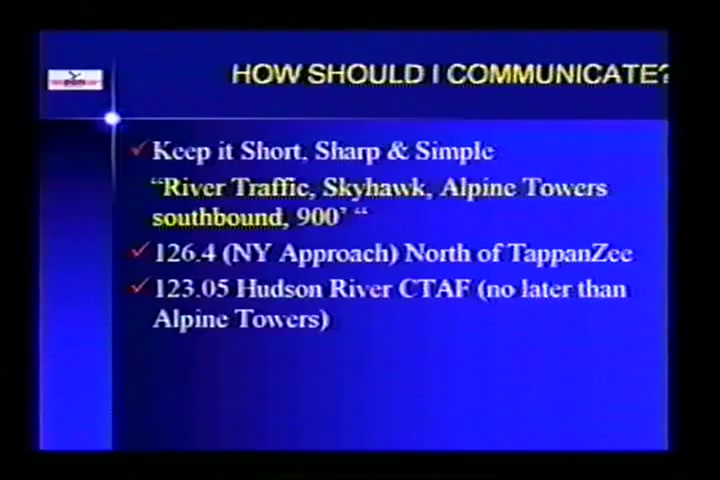 HOW SHOULD I COMMUNICATE?
Keep it Short, Sharp & Simple
“River Traffic, Skyhawk, Alpine Towers
southbound, 900’ “
126.4 (NY Approach) North of TappanZee
123.05 Hudson River CTAF (no later than
Alpine Towers)